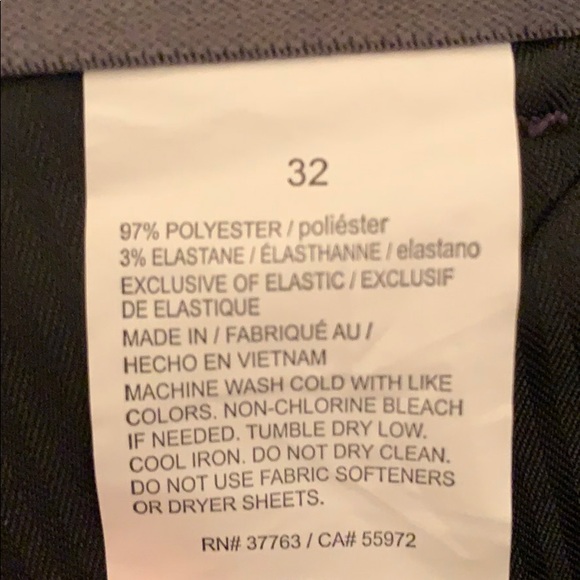 32
97% POLYESTER / poliéster
3% ELASTANE / ÉLASTHANNE / elastano
EXCLUSIVE OF ELASTIC / EXCLUSIF
DE ELASTIQUE
MADE IN / FABRIQUÉ AU /
HECHO EN VIETNAM
MACHINE WASH COLD WITH LIKE
COLORS. NON-CHLORINE BLEACH
IF NEEDED. TUMBLE DRY LOW.
COOL IRON. DO NOT DRY CLEAN.
DO NOT USE FABRIC SOFTENERS
OR DRYER SHEETS.
RN# 37763 / CA# 55972